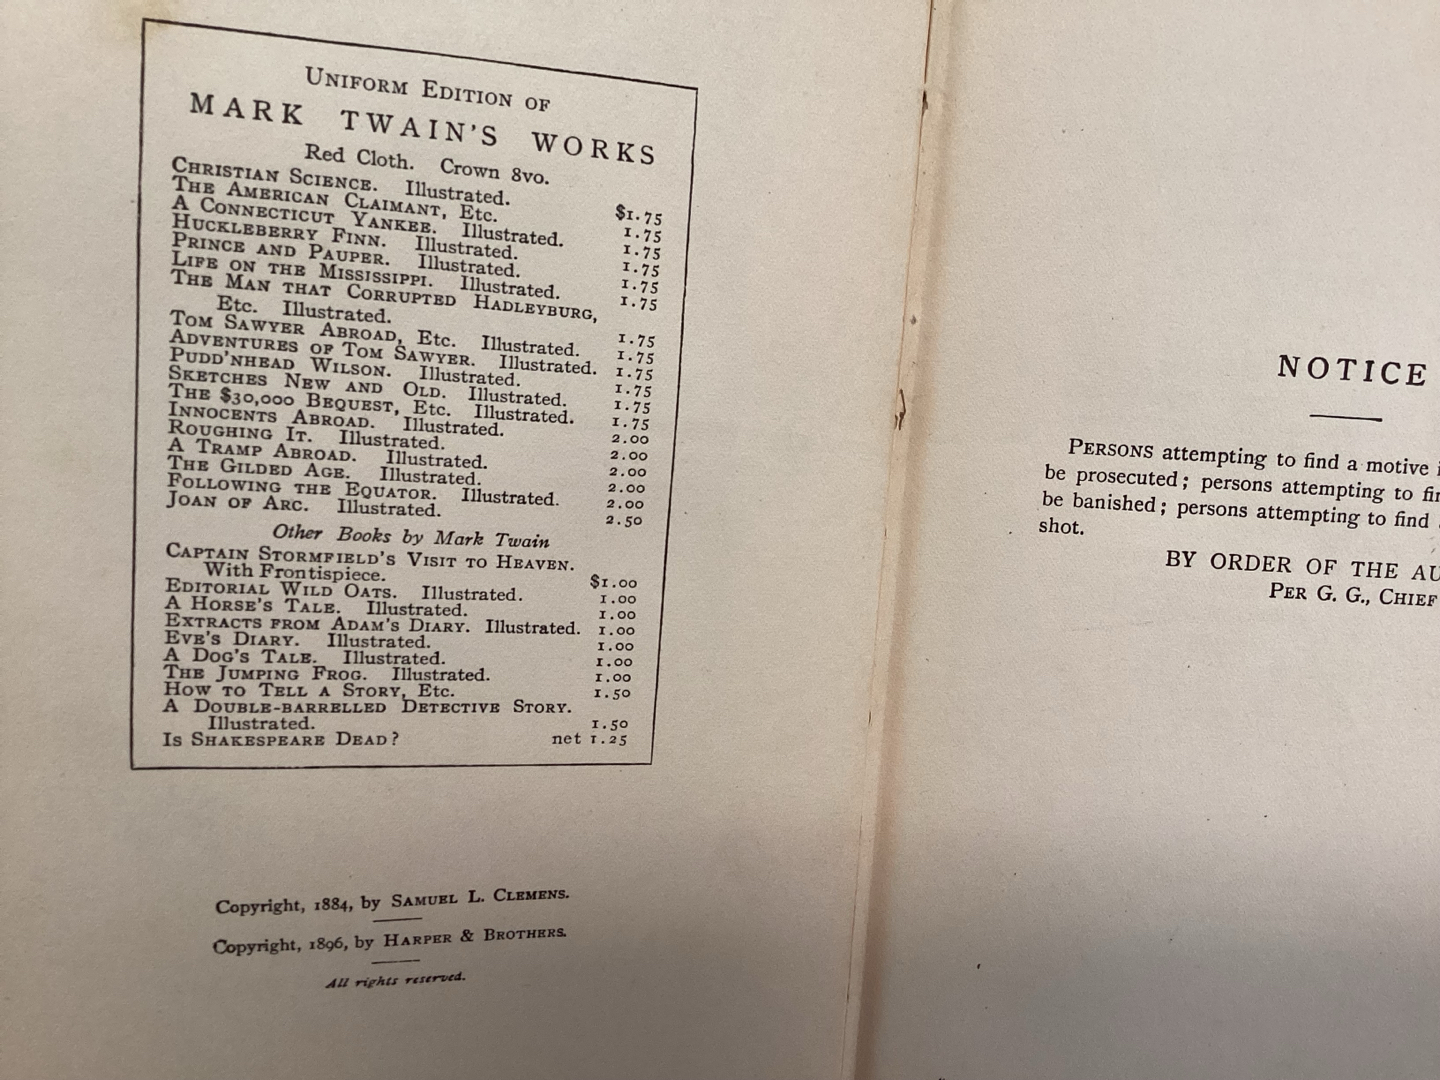 UNIFORM EDITION OF
MARK TWAIN'S WORKS
Red Cloth. Crown 8vo.
CHRISTIAN SCIENCE. Illustrated. $1.75
THE AMERICAN CLAIMANT, Etc. 1.75
A CONNECTICUT YANKEE. Illustrated. 1.75
HUCKLEBERRY FINN. Illustrated. 1.75
PRINCE AND PAUPER. Illustrated. 1.75
LIFE ON THE MISSISSIPPI. Illustrated. 1.75
THE MAN THAT CORRUPTED HADLEYBURG,
Etc. Illustrated. 1.75
TOM SAWYER ABROAD, Etc. Illustrated. 1.75
ADVENTURES OF TOM SAWYER. Illustrated. 1.75
PUDD'NHEAD WILSON. Illustrated. 1.75
SKETCHES NEW AND OLD. Illustrated. 1.75
THE $30,000 BEQUEST, Etc. Illustrated. 1.75
INNOCENTS ABROAD. Illustrated. 2.00
ROUGHING IT. Illustrated. 2.00
A TRAMP ABROAD. Illustrated. 2.00
THE GILDED AGE. Illustrated. 2.00
FOLLOWING THE EQUATOR. Illustrated. 2.00
JOAN OF ARC. Illustrated. 2.50
Other Books by Mark Twain
CAPTAIN STORMFIELD'S VISIT TO HEAVEN.
With Frontispiece. $1.00
EDITORIAL WILD OATS. Illustrated. 1.00
A HORSE'S TALE. Illustrated. 1.00
EXTRACTS FROM ADAM'S DIARY. Illustrated. 1.00
EVE'S DIARY. Illustrated. 1.00
A DOG'S TALE. Illustrated. 1.00
THE JUMPING FROG. Illustrated. 1.00
HOW TO TELL A STORY, Etc. 1.50
A DOUBLE-BARRELLED DETECTIVE STORY.
Illustrated. 1.50
IS SHAKESPEARE DEAD? net 1.25
Copyright, 1884, by SAMUEL L. CLEMENS.
Copyright, 1896, by HARPER & BROTHERS.
All rights reserved.
NOTICE
PERSONS attempting to find a motive
be prosecuted; persons attempting to
be banished; persons attempting to find
shot.
BY ORDER OF THE
PER G. G., CHIEF